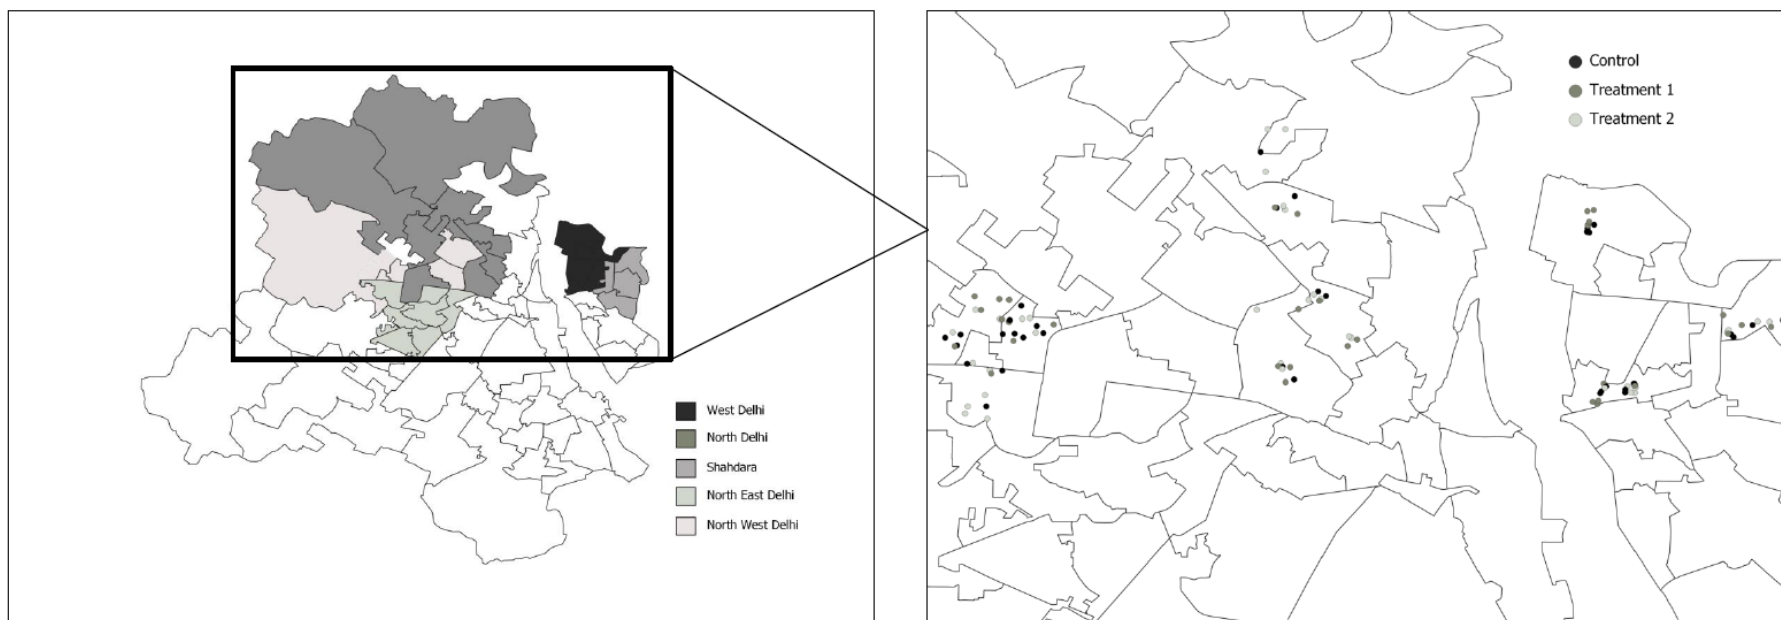 West Delhi
North Delhi
Shahdara
North East Delhi
North West Delhi
Control
Treatment 1
Treatment 2